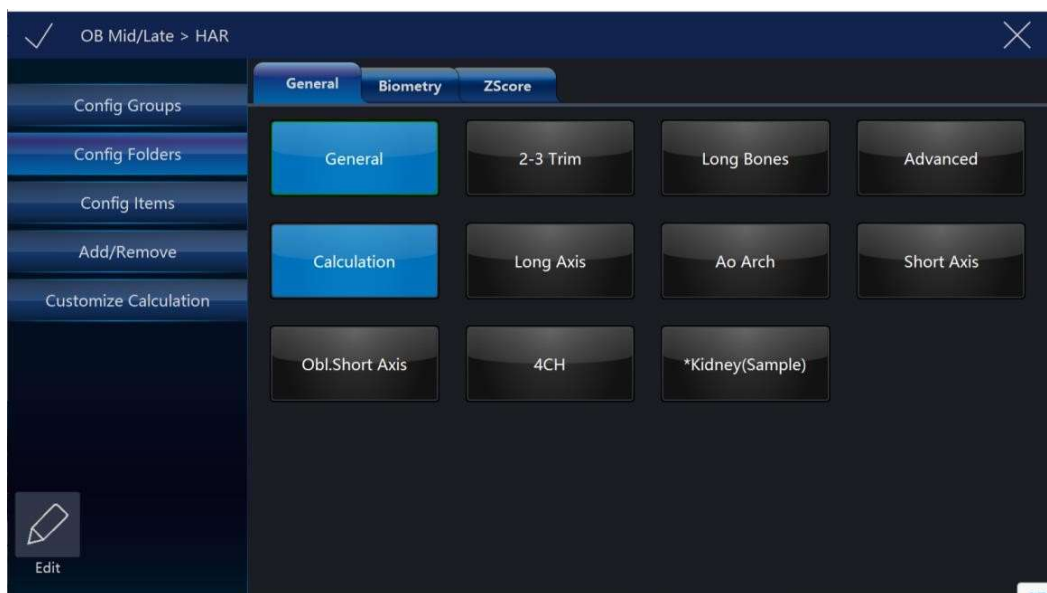 OB Mid/Late > HAR
Config Groups
Config Folders
Config Items
Add/Remove
Customize Calculation
Edit
General Biometry ZScore
General 2-3 Trim Long Bones Advanced
Calculation Long Axis Ao Arch Short Axis
Obl.Short Axis 4CH *Kidney(Sample)